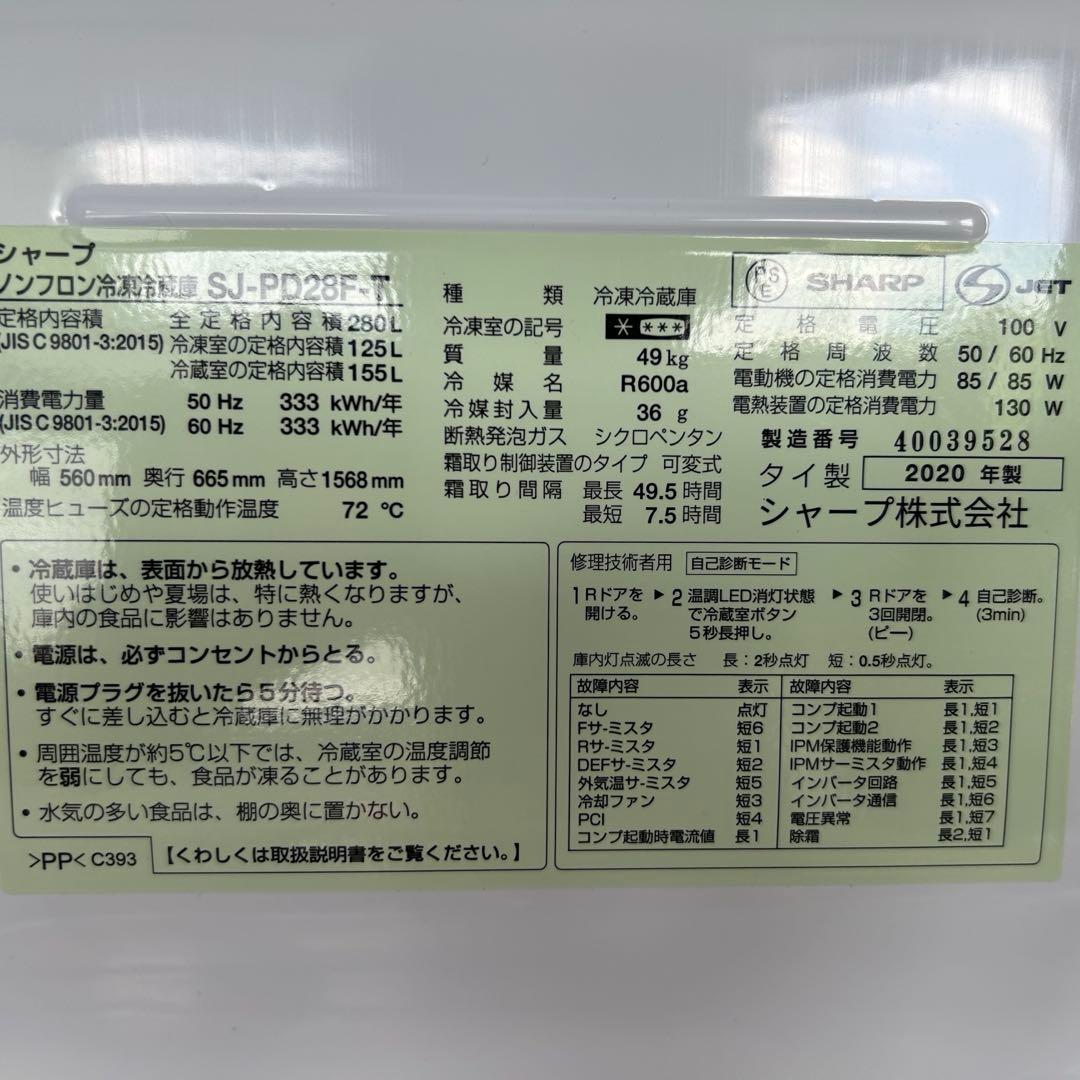 シャープ
ノンフロン冷凍冷蔵庫 SJ-PD28F-T
定格内容積 全定格内容積 280L
(JIS C 9801-3:2015) 冷凍室の定格内容積 125L
冷蔵室の定格内容積 155L
消費電力量 50 Hz 333 kWh/年
(JIS C 9801-3:2015) 60 Hz 333 kWh/年
外形寸法
幅 560mm 奥行 665mm 高さ1568mm
温度ヒューズの定格動作温度 72 ℃
種類 冷凍冷蔵庫
冷凍室の記号 * ***
質量 49kg
冷媒名 R600a
冷媒封入量 36 g
断熱発泡ガス シクロペンタン
霜取り制御装置のタイプ 可変式
霜取り間隔 最長 49.5 時間
最短 7.5 時間
PSE SHARP S JET
定格電圧 100 V
定格周波数 50 / 60 Hz
電動機の定格消費電力 85 / 85 W
電熱装置の定格消費電力 130 W
製造番号 40039528
タイ製 2020 年製
シャープ株式会社
・冷蔵庫は、表面から放熱しています。
使いはじめや夏場は、特に熱くなりますが、
庫内の食品に影響はありません。
・電源は、必ずコンセントからとる。
・電源プラグを抜いたら5分待つ。
すぐに差し込むと冷蔵庫に無理がかかります。
・周囲温度が約5℃以下では、冷蔵室の温度調節
を弱にしても、食品が凍ることがあります。
・水気の多い食品は、棚の奥に置かない。
>PP< C393 【くわしくは取扱説明書をご覧ください。】
修理技術者用 自己診断モード
1 Rドアを開ける。 ▶ 2 温調LED消灯状態で冷蔵室ボタン5秒長押し。 ▶ 3 Rドアを3回開閉。(ピー) ▶ 4 自己診断。(3min)
庫内灯点滅の長さ 長：2秒点灯 短：0.5秒点灯。
故障内容 表示 故障内容 表示
なし 点灯 コンプ起動1 長1,短1
Fサ-ミスタ 短6 コンプ起動2 長1,短2
Rサ-ミスタ 短1 IPM保護機能動作 長1,短3
DEFサ-ミスタ 短2 IPMサーミスタ動作 長1,短4
外気温サ-ミスタ 短5 インバータ回路 長1,短5
冷却ファン 短3 インバータ通信 長1,短6
PCI 短4 電圧異常 長1,短7
コンプ起動時電流値 長1 除霜 長2,短1